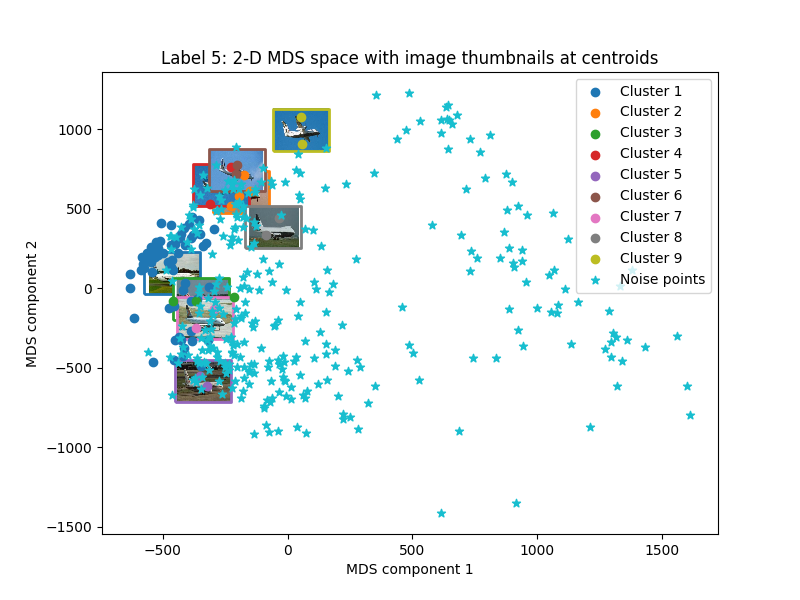 Label 5: 2-D MDS space with image thumbnails at centroids
1000
500
0
−500
−1000
−1500
MDS component 2
−500
0
500
1000
1500
MDS component 1
Cluster 1
Cluster 2
Cluster 3
Cluster 4
Cluster 5
Cluster 6
Cluster 7
Cluster 8
Cluster 9
Noise points